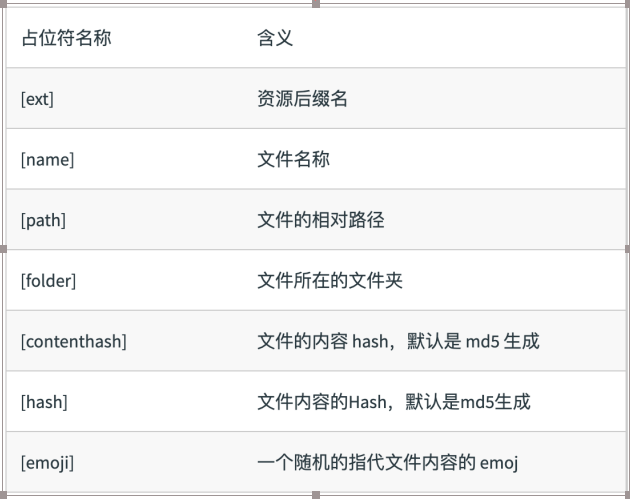 占位符名称 含义
[ext] 资源后缀名
[name] 文件名称
[path] 文件的相对路径
[folder] 文件所在的文件夹
[contenthash] 文件的内容 hash，默认是 md5 生成
[hash] 文件内容的Hash，默认是md5生成
[emoji] 一个随机的指代文件内容的 emoj